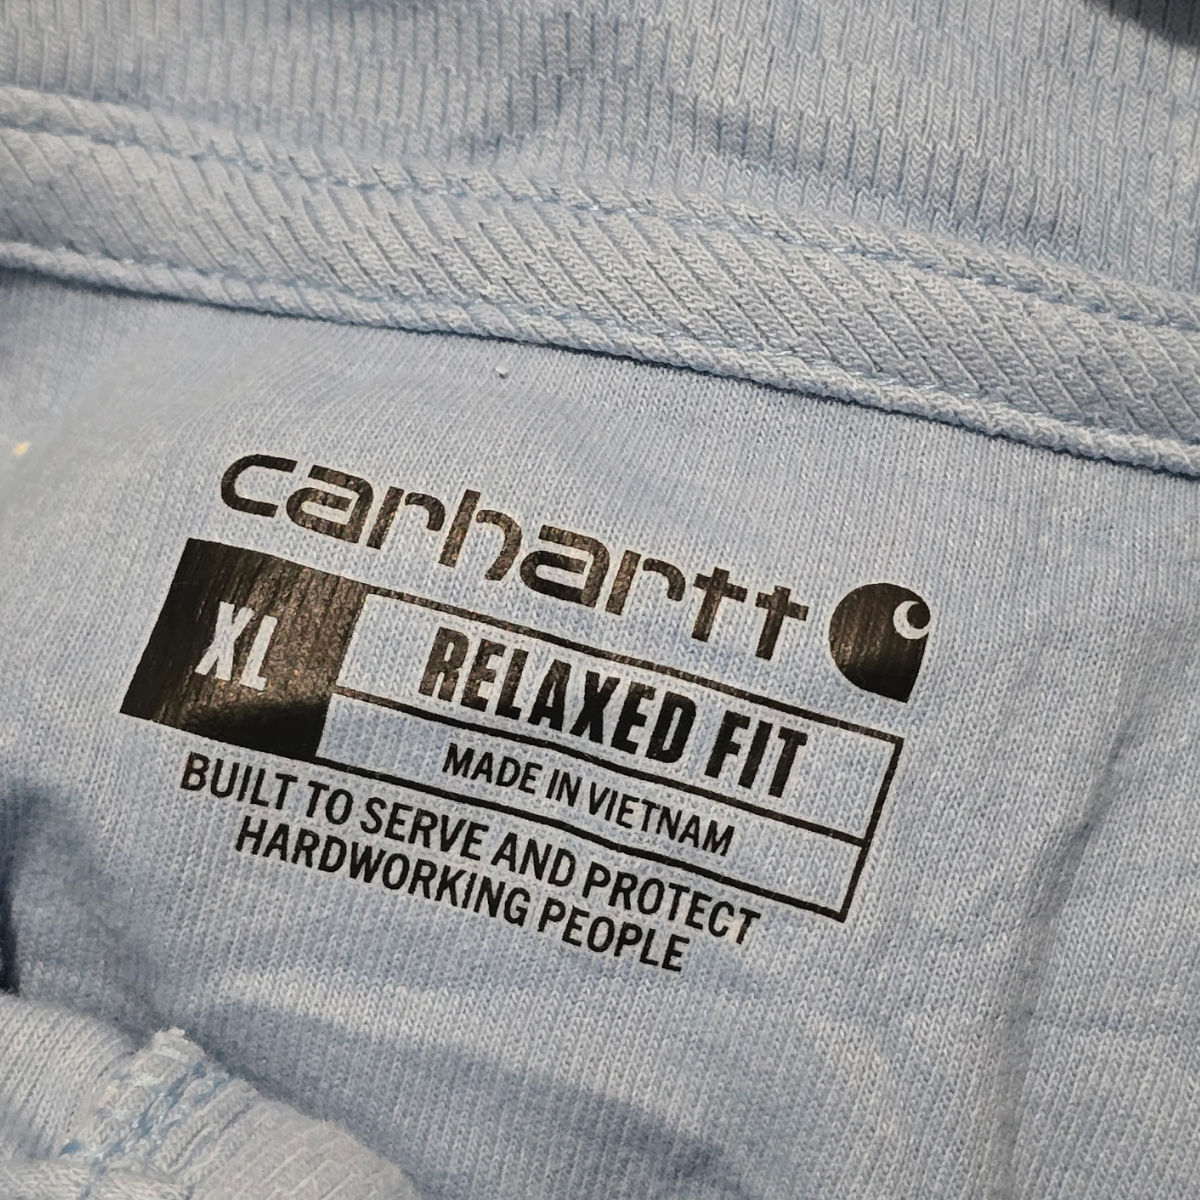 carhartt
XL
RELAXED FIT
MADE IN VIETNAM
BUILT TO SERVE AND PROTECT
HARDWORKING PEOPLE